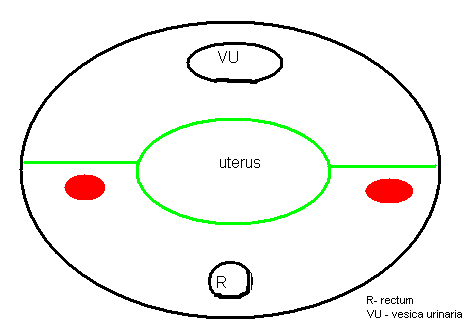 VU
uterus
R
R- rectum
VU - vesica urinaria